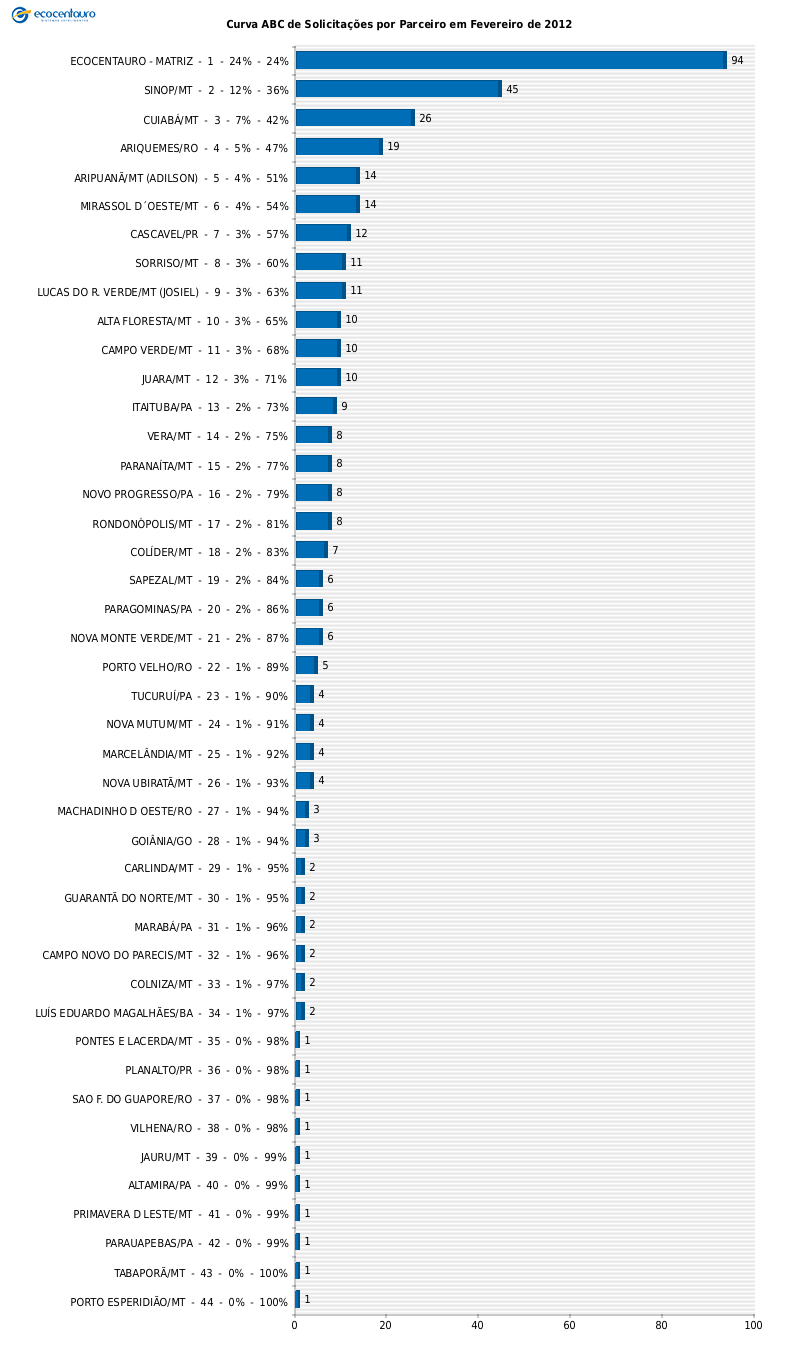 ecocentauro
Curva ABC de Solicitações por Parceiro em Fevereiro de 2012
ECOCENTAURO - MATRIZ - 1 - 24% - 24% 94
SINOP/MT - 2 - 12% - 36% 45
CUIABÁ/MT - 3 - 7% - 42% 26
ARIQUEMES/RO - 4 - 5% - 47% 19
ARIPUANÃ/MT (ADILSON) - 5 - 4% - 51% 14
MIRASSOL D´OESTE/MT - 6 - 4% - 54% 14
CASCAVEL/PR - 7 - 3% - 57% 12
SORRISO/MT - 8 - 3% - 60% 11
LUCAS DO R. VERDE/MT (JOSIEL) - 9 - 3% - 63% 11
ALTA FLORESTA/MT - 10 - 3% - 65% 10
CAMPO VERDE/MT - 11 - 3% - 68% 10
JUARA/MT - 12 - 3% - 71% 10
ITAITUBA/PA - 13 - 2% - 73% 9
VERA/MT - 14 - 2% - 75% 8
PARANAÍTA/MT - 15 - 2% - 77% 8
NOVO PROGRESSO/PA - 16 - 2% - 79% 8
RONDONÓPOLIS/MT - 17 - 2% - 81% 8
COLÍDER/MT - 18 - 2% - 83% 7
SAPEZAL/MT - 19 - 2% - 84% 6
PARAGOMINAS/PA - 20 - 2% - 86% 6
NOVA MONTE VERDE/MT - 21 - 2% - 87% 6
PORTO VELHO/RO - 22 - 1% - 89% 5
TUCURUÍ/PA - 23 - 1% - 90% 4
NOVA MUTUM/MT - 24 - 1% - 91% 4
MARCELÂNDIA/MT - 25 - 1% - 92% 4
NOVA UBIRATÃ/MT - 26 - 1% - 93% 4
MACHADINHO D OESTE/RO - 27 - 1% - 94% 3
GOIÂNIA/GO - 28 - 1% - 94% 3
CARLINDA/MT - 29 - 1% - 95% 2
GUARANTÃ DO NORTE/MT - 30 - 1% - 95% 2
MARABÁ/PA - 31 - 1% - 96% 2
CAMPO NOVO DO PARECIS/MT - 32 - 1% - 96% 2
COLNIZA/MT - 33 - 1% - 97% 2
LUÍS EDUARDO MAGALHÃES/BA - 34 - 1% - 97% 2
PONTES E LACERDA/MT - 35 - 0% - 98% 1
PLANALTO/PR - 36 - 0% - 98% 1
SAO F. DO GUAPORE/RO - 37 - 0% - 98% 1
VILHENA/RO - 38 - 0% - 98% 1
JAURU/MT - 39 - 0% - 99% 1
ALTAMIRA/PA - 40 - 0% - 99% 1
PRIMAVERA D LESTE/MT - 41 - 0% - 99% 1
PARAUAPEBAS/PA - 42 - 0% - 99% 1
TABAPORÃ/MT - 43 - 0% - 100% 1
PORTO ESPERIDIÃO/MT - 44 - 0% - 100% 1
0 20 40 60 80 100